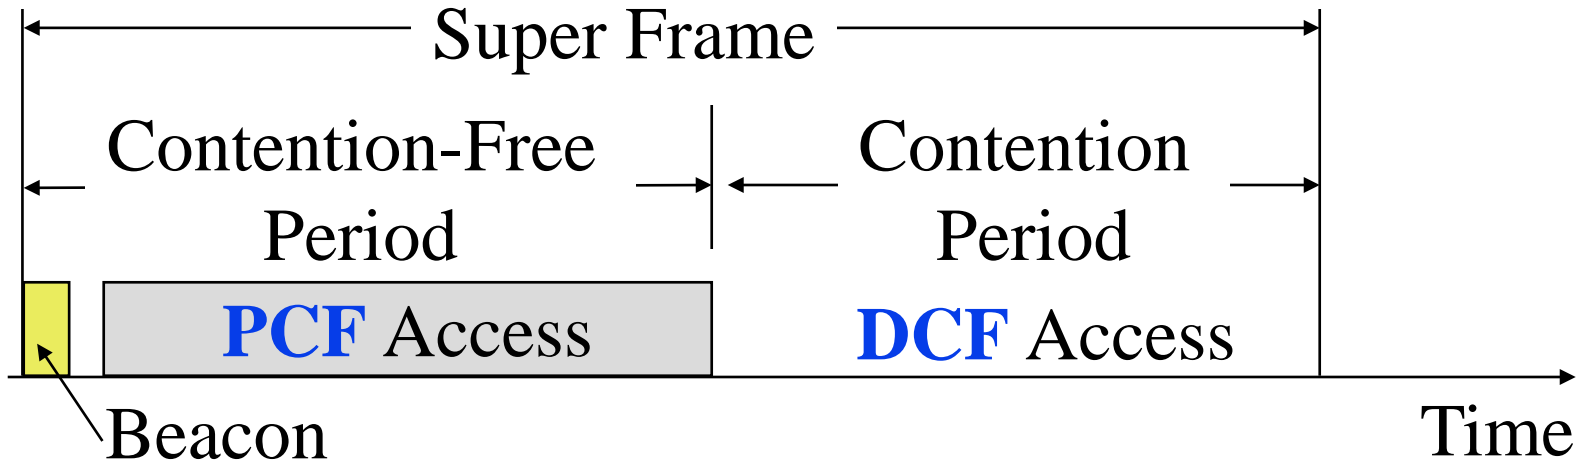 Super Frame
Contention-Free Period
Contention Period
PCF Access
DCF Access
Beacon
Time